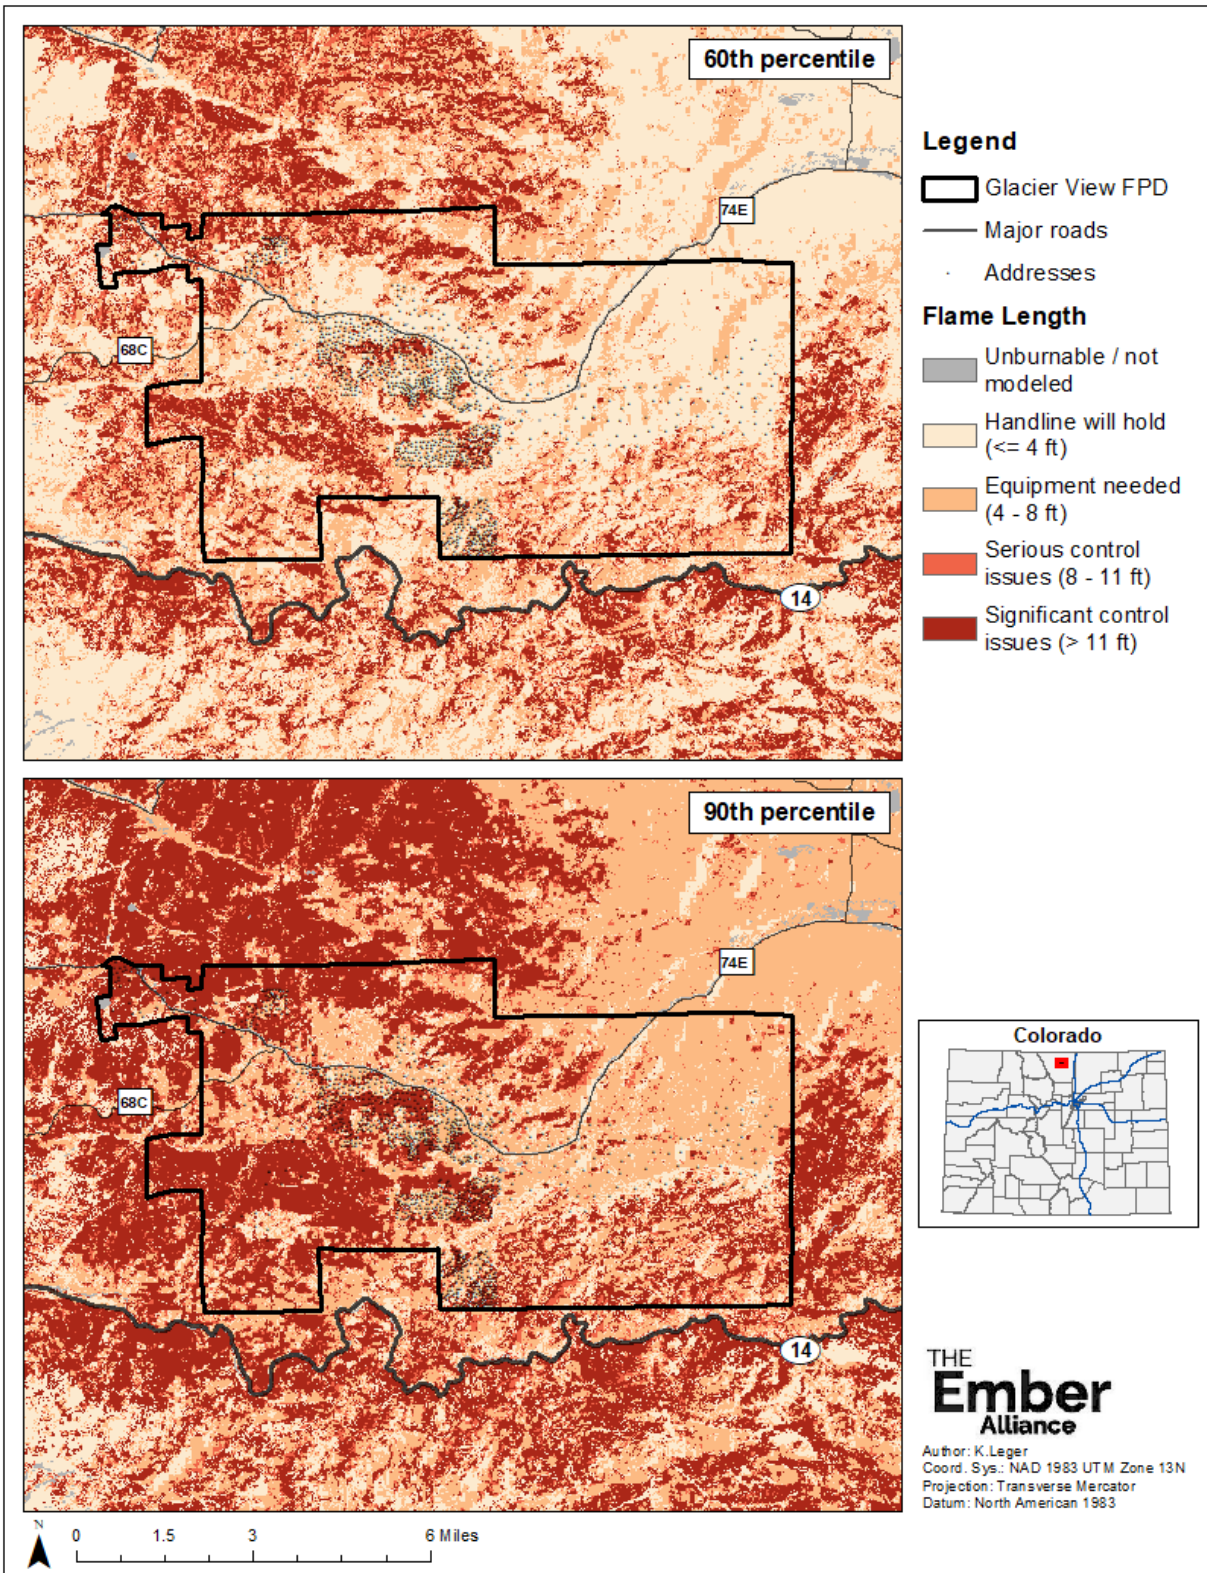 60th percentile
74E
68C
14
Legend
Glacier View FPD
Major roads
Addresses
Flame Length
Unburnable / not
modeled
Handline will hold
(<= 4 ft)
Equipment needed
(4 - 8 ft)
Serious control
issues (8 - 11 ft)
Significant control
issues (> 11 ft)
90th percentile
74E
68C
14
Colorado
THE
Ember
Alliance
Author: K.Leger
Coord. Sys.: NAD 1983 UTM Zone 13N
Projection: Transverse Mercator
Datum: North American 1983
N
0 1.5 3 6 Miles